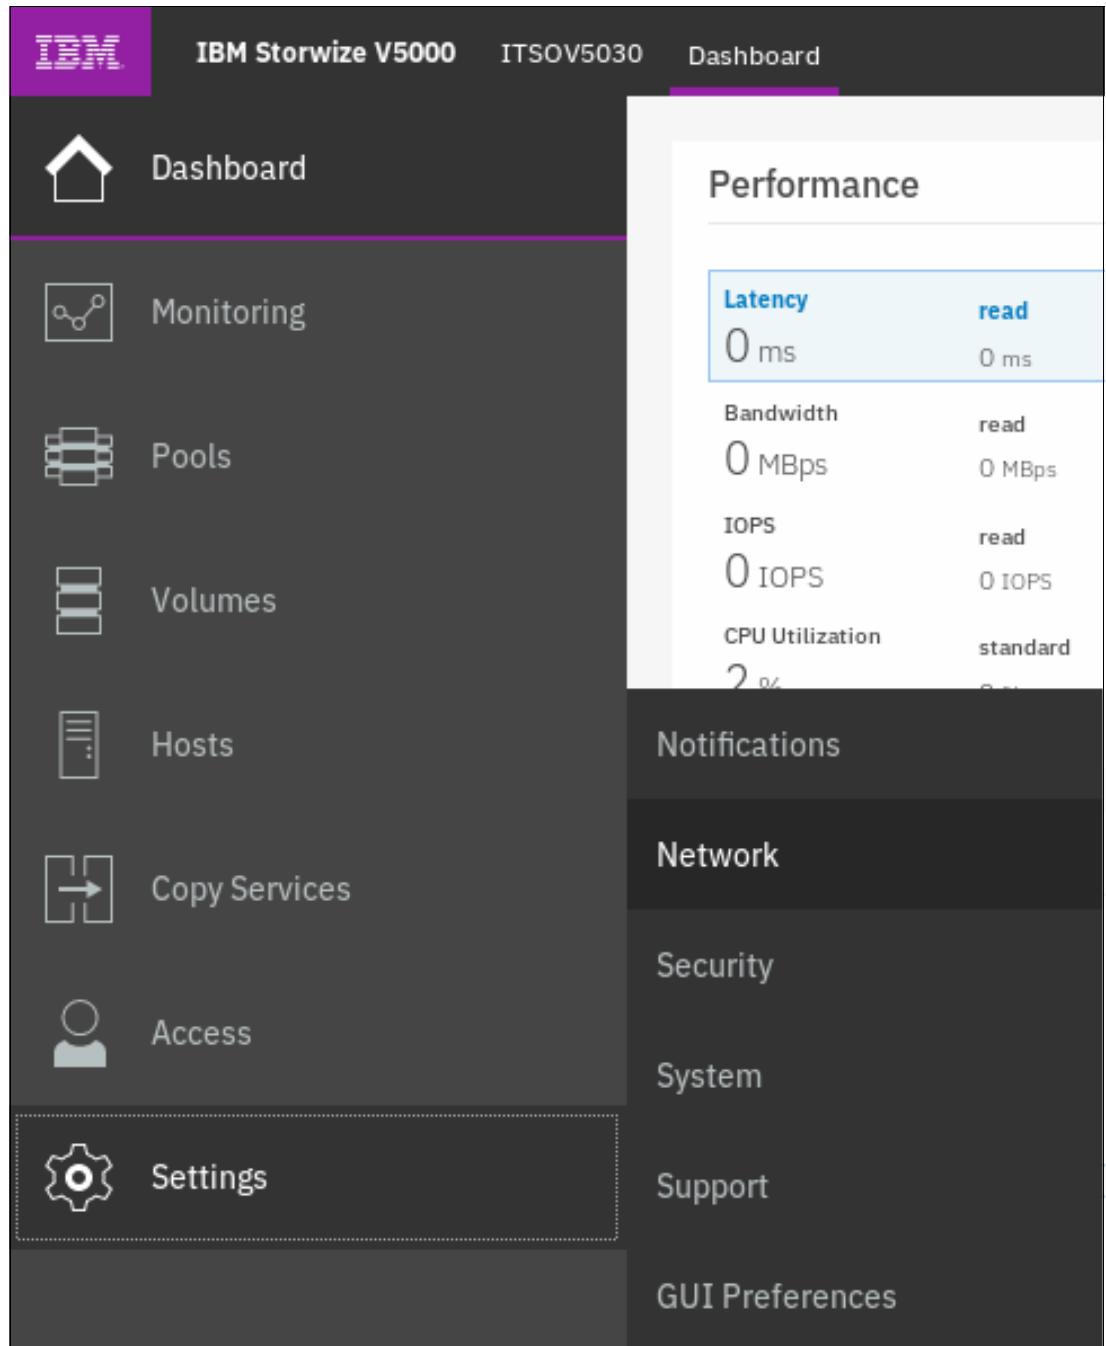 IBM IBM Storwize V5000 ITSOV5030 Dashboard
Dashboard
Monitoring
Pools
Volumes
Hosts
Copy Services
Access
Settings
Performance
Latency read
0 ms 0 ms
Bandwidth read
0 MBps 0 MBps
IOPS read
0 IOPS 0 IOPS
CPU Utilization standard
2 %
Notifications
Network
Security
System
Support
GUI Preferences